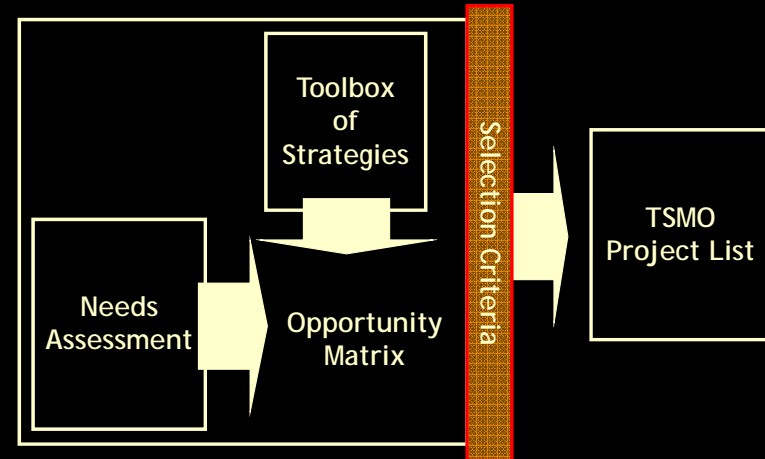 Toolbox
of
Strategies
Needs
Assessment
Opportunity
Matrix
Selection Criteria
TSMO
Project List